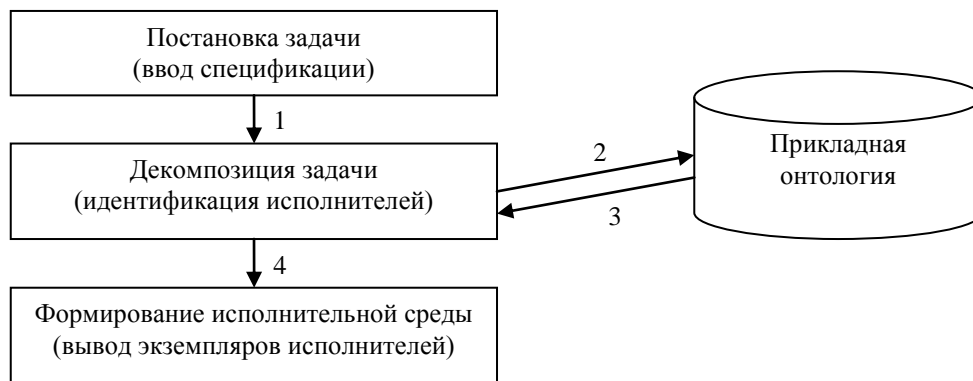 Постановка задачи
(ввод спецификации)
1
Декомпозиция задачи
(идентификация исполнителей)
2
3
Прикладная
онтология
4
Формирование исполнительной среды
(вывод экземпляров исполнителей)